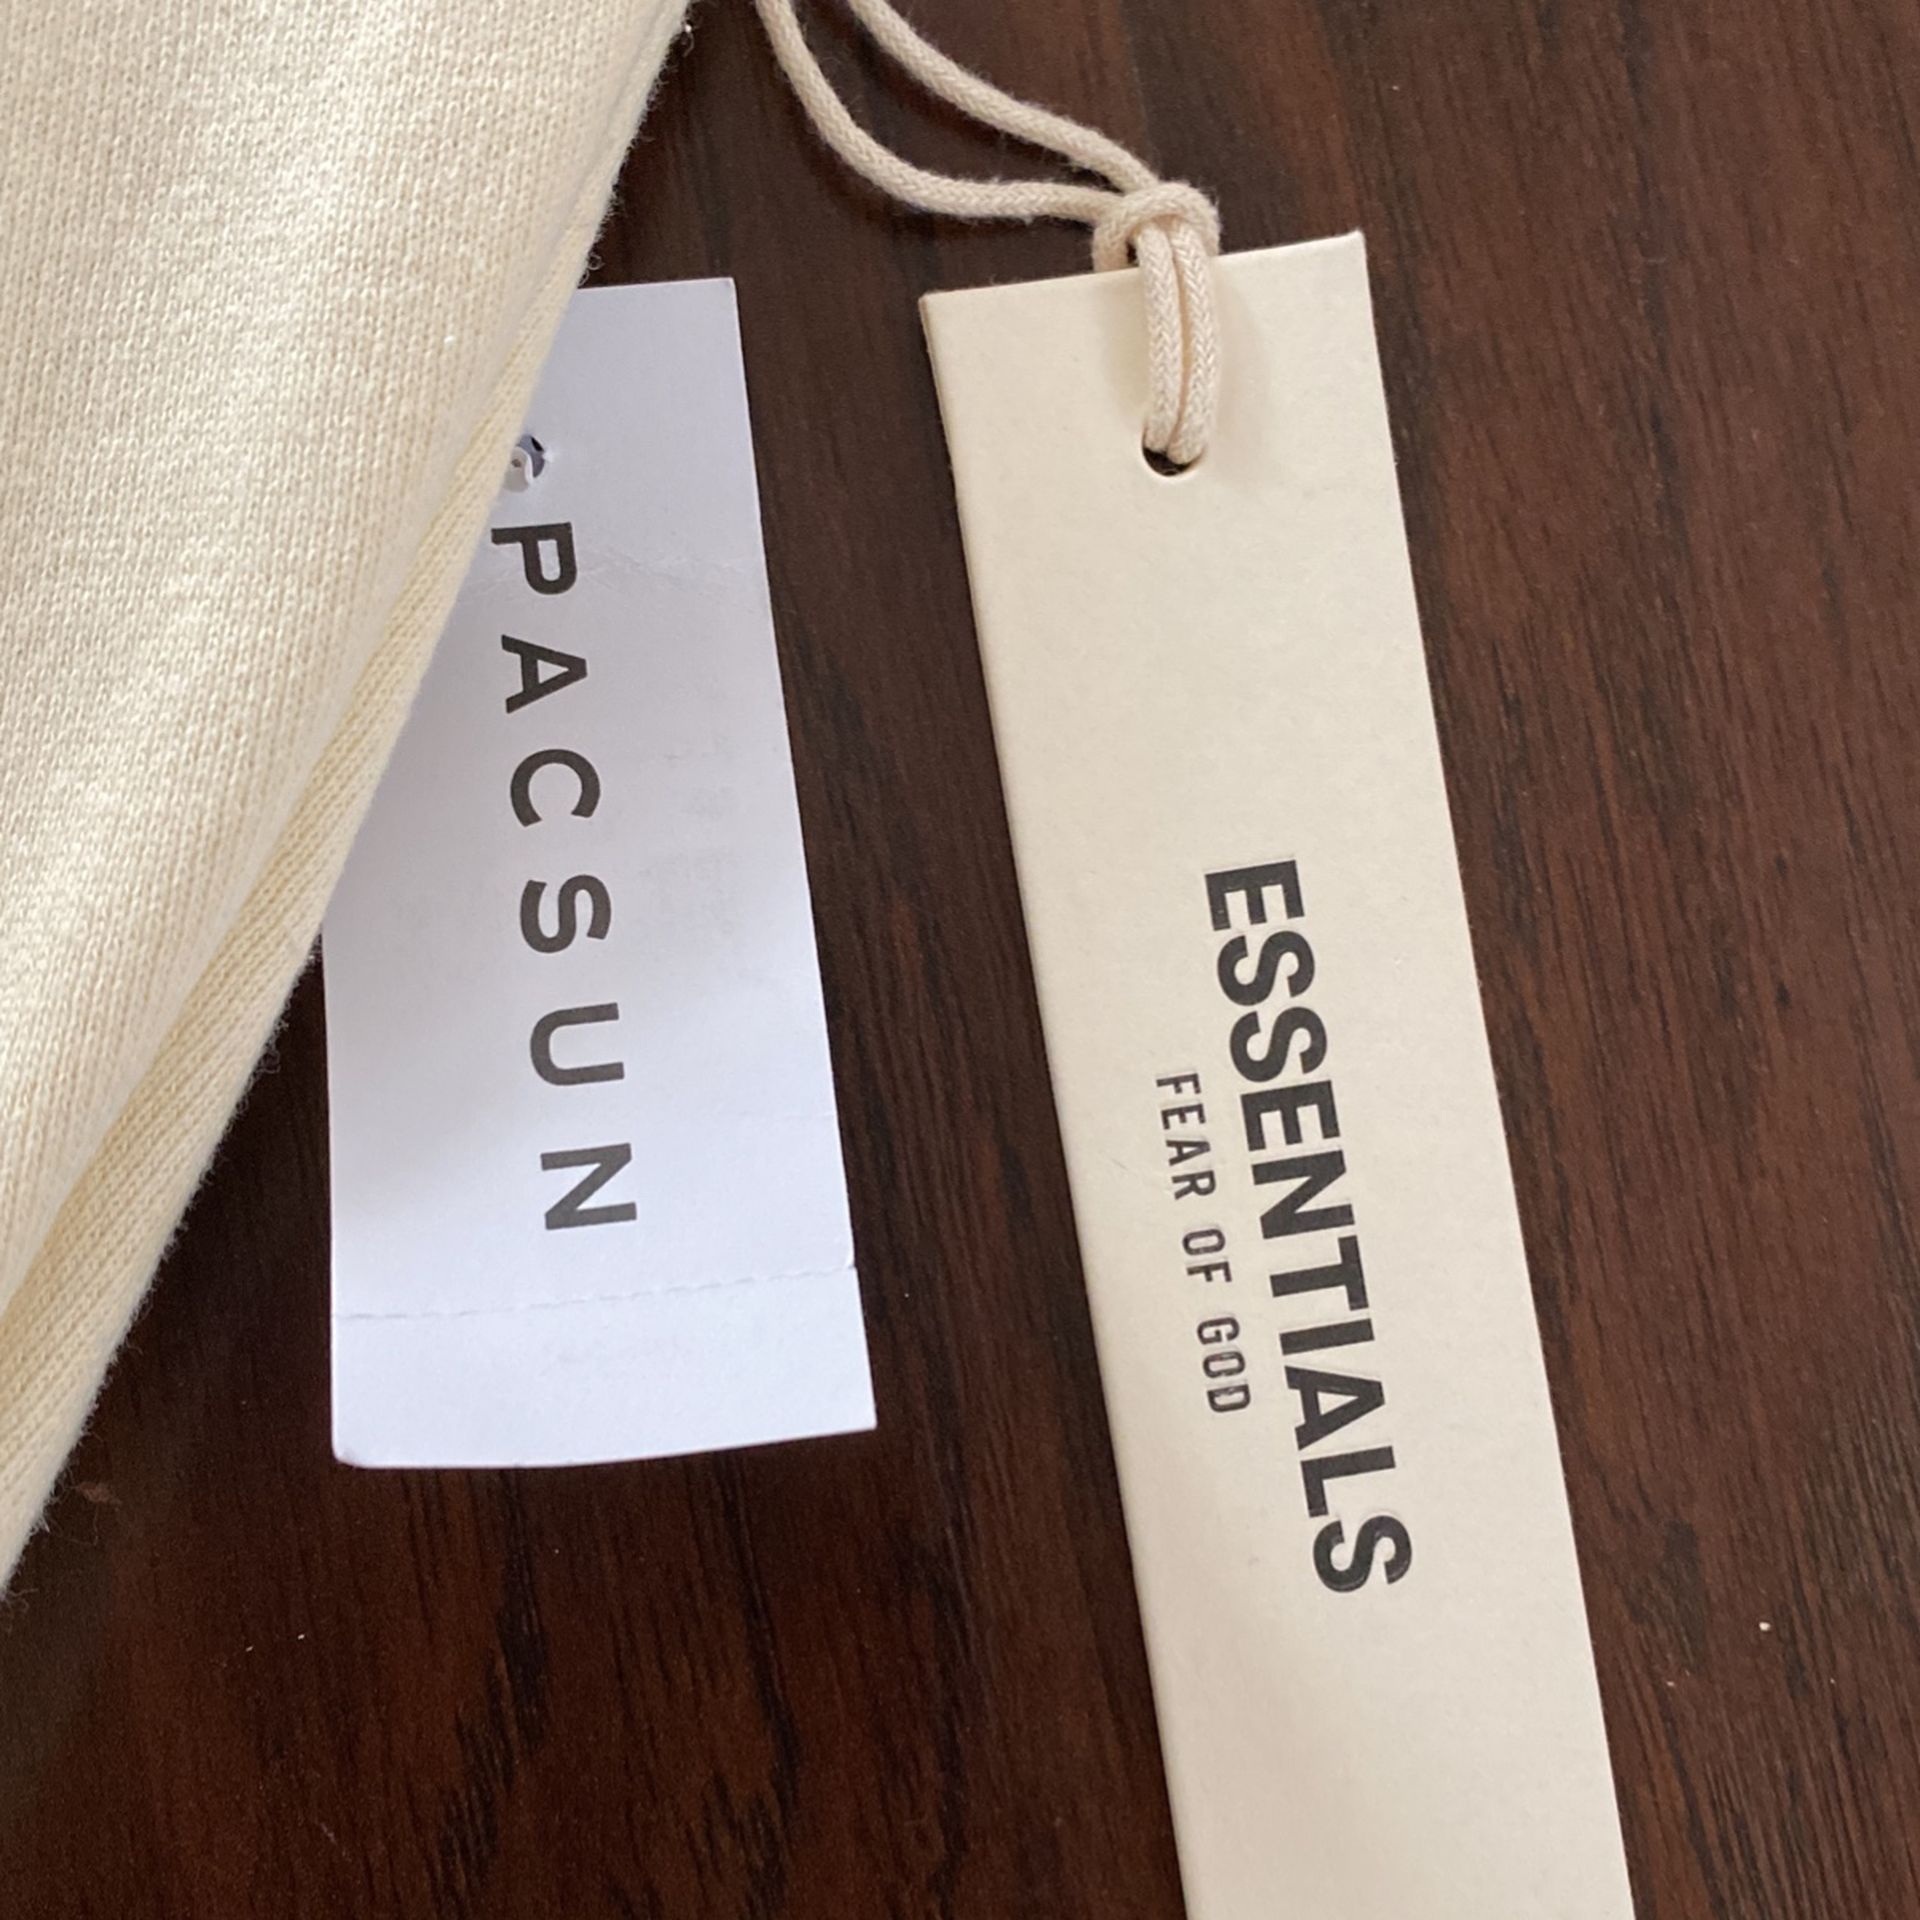 PACSUN
ESSENTIALS
FEAR OF GOD